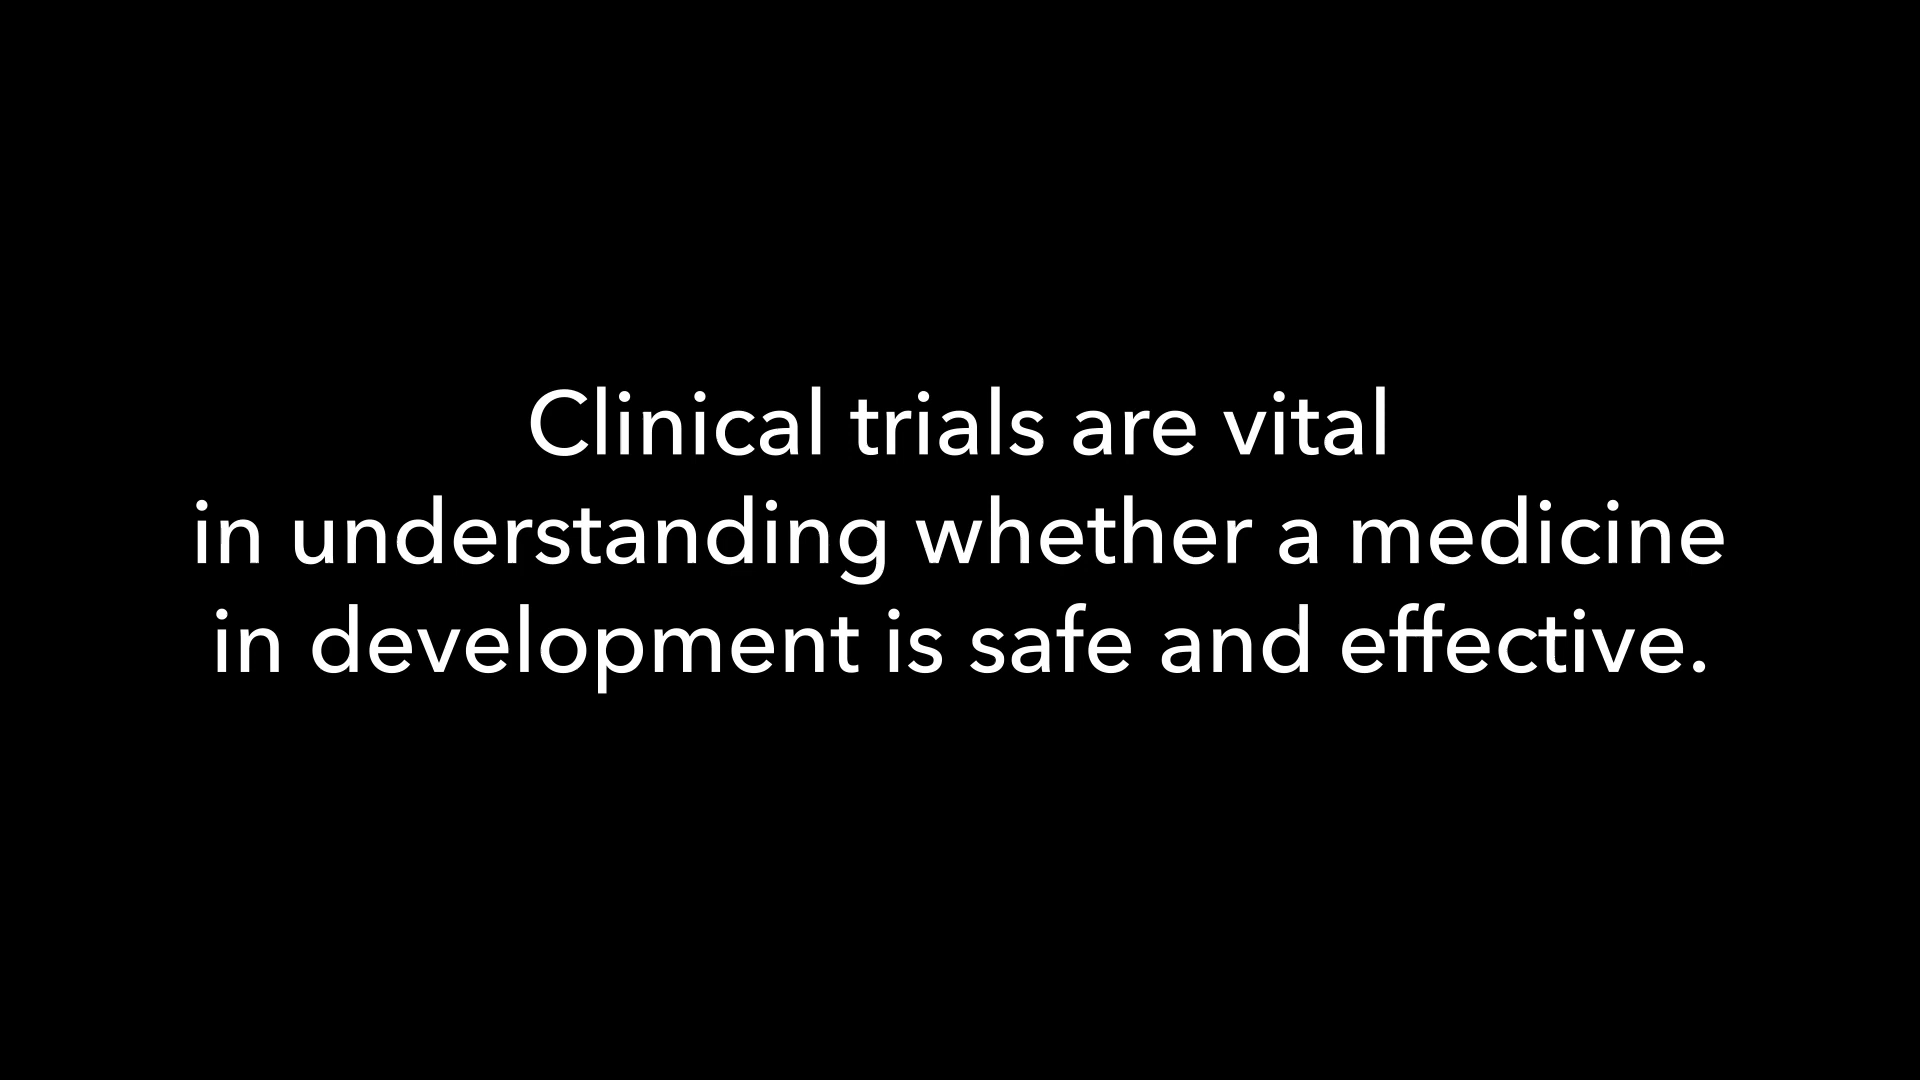 Clinical trials are vital
in understanding whether a medicine
in development is safe and effective.